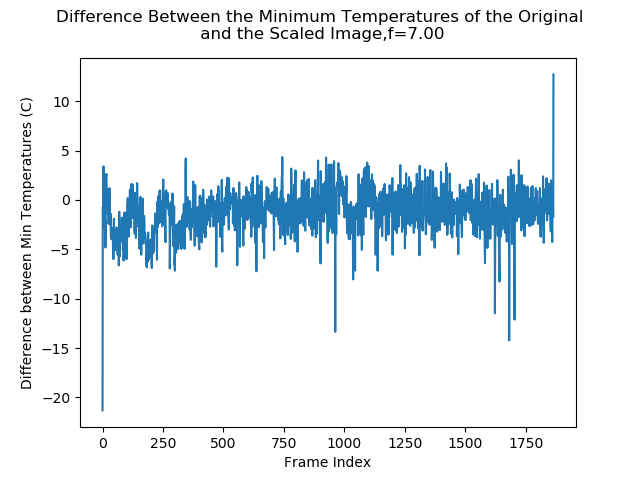 Difference Between the Minimum Temperatures of the Original
and the Scaled Image,f=7.00
10
5
0
−5
−10
−15
−20
Difference between Min Temperatures (C)
0 250 500 750 1000 1250 1500 1750
Frame Index